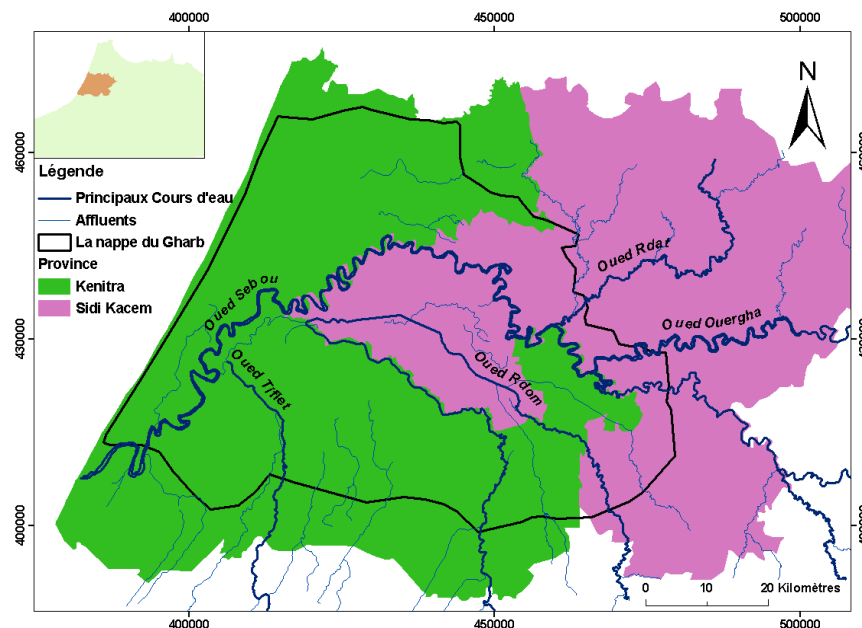 400000 450000 500000
N
460000
Légende
Principaux Cours d'eau
Affluents
La nappe du Gharb
Province
Kenitra
Sidi Kacem
Oued Rdat
Oued Sebou
Oued Ouergha
430000
Oued Tiflet
Oued Rdom
400000
0 10 20 Kilomètres
400000 450000 500000